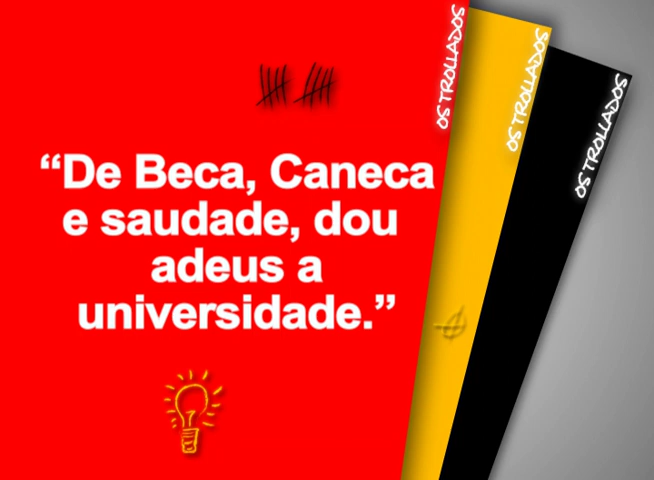 “De Beca, Caneca
e saudade, dou
adeus a
universidade.”
OS TROLLADOS
OS TROLLADOS
OS TROLLADOS